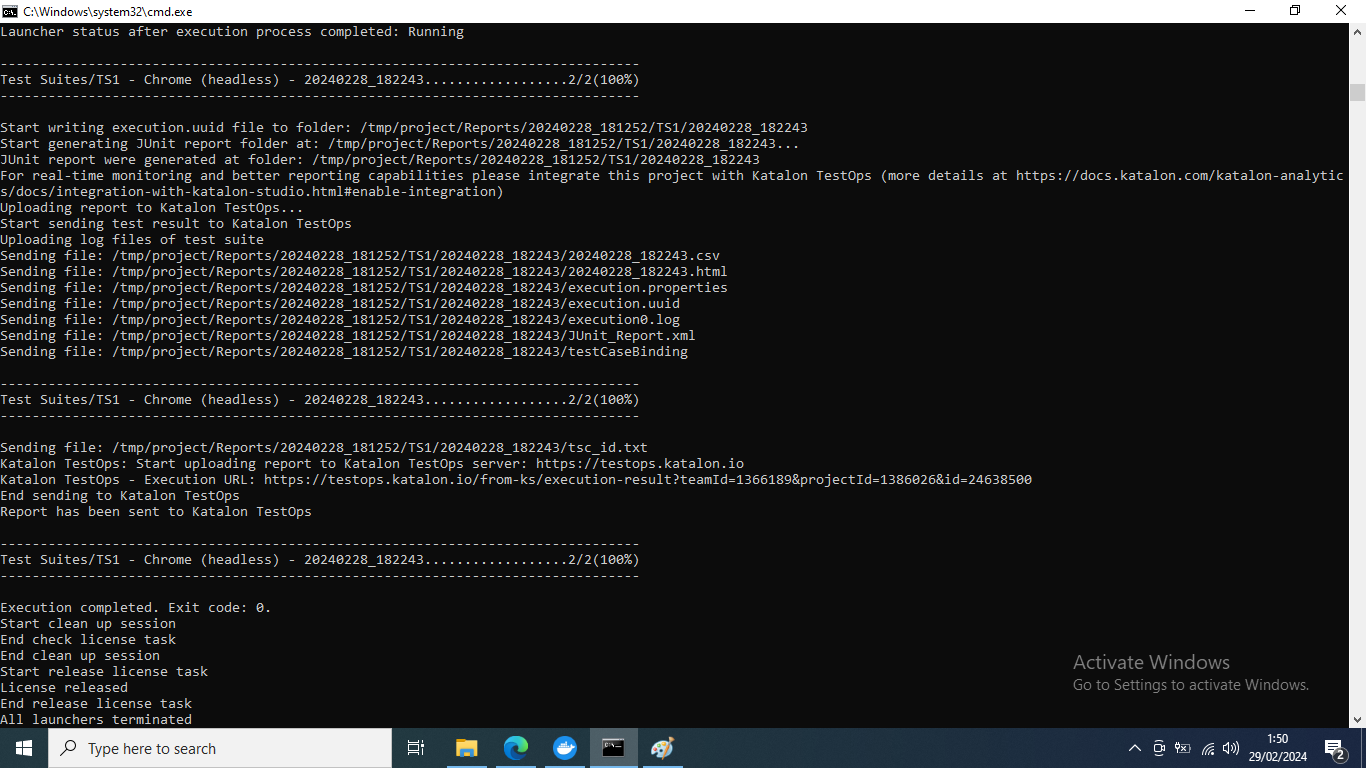 C:\Windows\system32\cmd.exe
Launcher status after execution process completed: Running
--------------------------------------------------------------------------------
Test Suites/TS1 - Chrome (headless) - 20240228_182243..................2/2(100%)
--------------------------------------------------------------------------------
Start writing execution.uuid file to folder: /tmp/project/Reports/20240228_181252/TS1/20240228_182243
Start generating JUnit report folder at: /tmp/project/Reports/20240228_181252/TS1/20240228_182243...
JUnit report were generated at folder: /tmp/project/Reports/20240228_181252/TS1/20240228_182243
For real-time monitoring and better reporting capabilities please integrate this project with Katalon TestOps (more details at https://docs.katalon.com/katalon-analytic
s/docs/integration-with-katalon-studio.html#enable-integration)
Uploading report to Katalon TestOps...
Start sending test result to Katalon TestOps
Uploading log files of test suite
Sending file: /tmp/project/Reports/20240228_181252/TS1/20240228_182243/20240228_182243.csv
Sending file: /tmp/project/Reports/20240228_181252/TS1/20240228_182243/20240228_182243.html
Sending file: /tmp/project/Reports/20240228_181252/TS1/20240228_182243/execution.properties
Sending file: /tmp/project/Reports/20240228_181252/TS1/20240228_182243/execution.uuid
Sending file: /tmp/project/Reports/20240228_181252/TS1/20240228_182243/execution0.log
Sending file: /tmp/project/Reports/20240228_181252/TS1/20240228_182243/JUnit_Report.xml
Sending file: /tmp/project/Reports/20240228_181252/TS1/20240228_182243/testCaseBinding
--------------------------------------------------------------------------------
Test Suites/TS1 - Chrome (headless) - 20240228_182243..................2/2(100%)
--------------------------------------------------------------------------------
Sending file: /tmp/project/Reports/20240228_181252/TS1/20240228_182243/tsc_id.txt
Katalon TestOps: Start uploading report to Katalon TestOps server: https://testops.katalon.io
Katalon TestOps - Execution URL: https://testops.katalon.io/from-ks/execution-result?teamId=1366189&projectId=1386026&id=24638500
End sending to Katalon TestOps
Report has been sent to Katalon TestOps
--------------------------------------------------------------------------------
Test Suites/TS1 - Chrome (headless) - 20240228_182243..................2/2(100%)
--------------------------------------------------------------------------------
Execution completed. Exit code: 0.
Start clean up session
End check license task
End clean up session
Start release license task
License released
End release license task
All launchers terminated
Activate Windows
Go to Settings to activate Windows.
Type here to search
1:50
29/02/2024
2